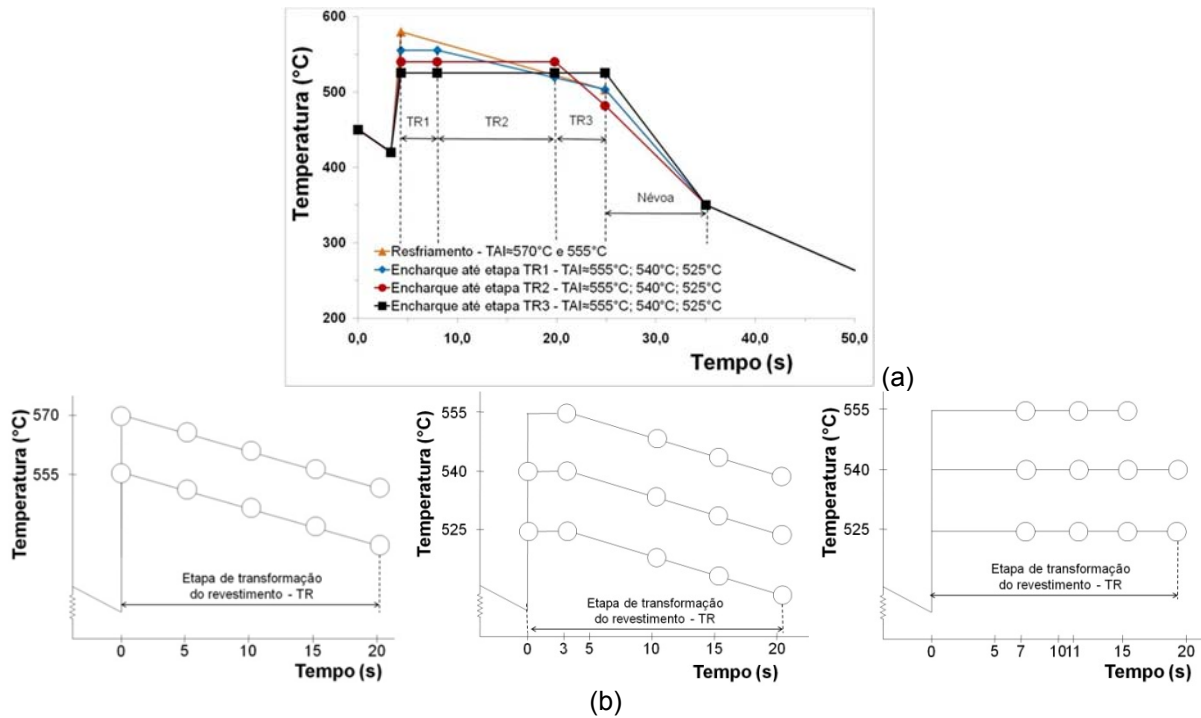 600
500
400
300
200
Temperatura (°C)
TR1
TR2
TR3
Névoa
Resfriamento - TAI≈570°C e 555°C
Encharque até etapa TR1 - TAI≈555°C; 540°C; 525°C
Encharque até etapa TR2 - TAI≈555°C; 540°C; 525°C
Encharque até etapa TR3 - TAI≈555°C; 540°C; 525°C
0,0 10,0 20,0 30,0 40,0 50,0
Tempo (s)
(a)
Temperatura (°C)
570
555
Etapa de transformação
do revestimento - TR
0 5 10 15 20
Tempo (s)
Temperatura (°C)
555
540
525
Etapa de transformação
do revestimento - TR
0 3 5 10 15 20
Tempo (s)
Temperatura (°C)
555
540
525
Etapa de transformação
do revestimento - TR
0 5 7 1011 15 20
Tempo (s)
(b)